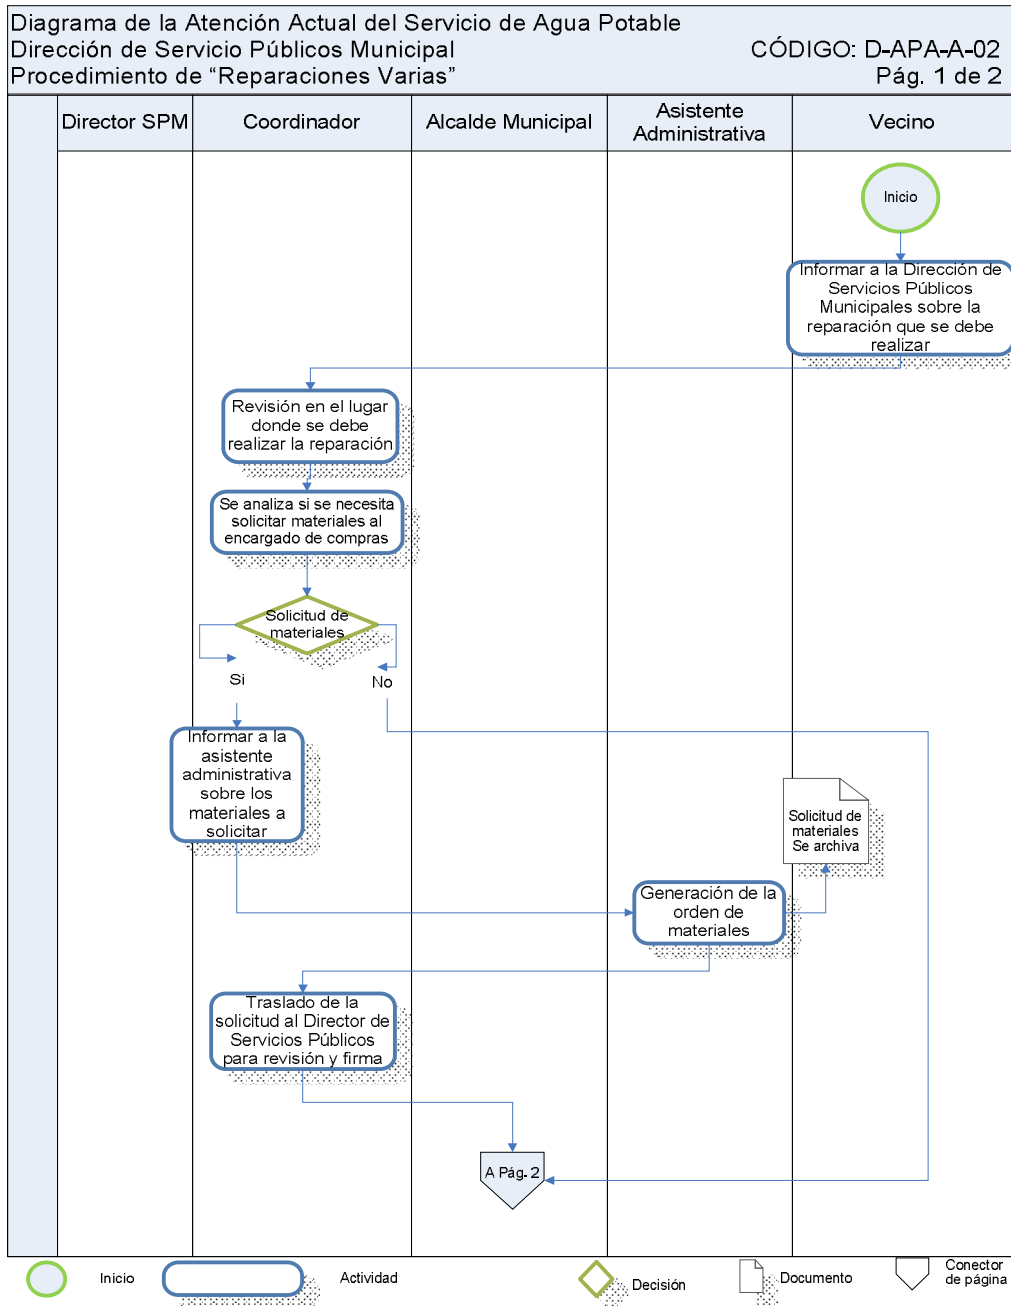 Diagrama de la Atención Actual del Servicio de Agua Potable
Dirección de Servicio Públicos Municipal
CÓDIGO: D-APA-A-02
Procedimiento de “Reparaciones Varias”
Pág. 1 de 2
Director SPM
Coordinador
Alcalde Municipal
Asistente
Administrativa
Vecino
Inicio
Informar a la Dirección de
Servicios Públicos
Municipales sobre la
reparación que se debe
realizar
Revisión en el lugar
donde se debe
realizar la reparación
Se analiza si se necesita
solicitar materiales al
encargado de compras
Solicitud de
materiales
Si
No
Informar a la
asistente
administrativa
sobre los
materiales a
solicitar
Solicitud de
materiales
Se archiva
Generación de la
orden de
materiales
Traslado de la
solicitud al Director de
Servicios Públicos
para revisión y firma
A Pág. 2
Inicio
Actividad
Decisión
Documento
Conector
de página